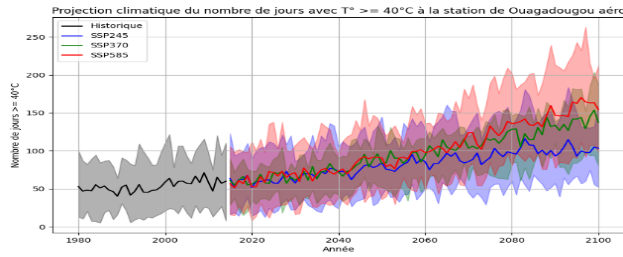 Projection climatique du nombre de jours avec T° >= 40°C à la station de Ouagadougou aéro
Historique
SSP245
SSP370
SSP585
Nombre de jours >= 40°C
250
200
150
100
50
0
1980
2000
2020
2040
2060
2080
2100
Année